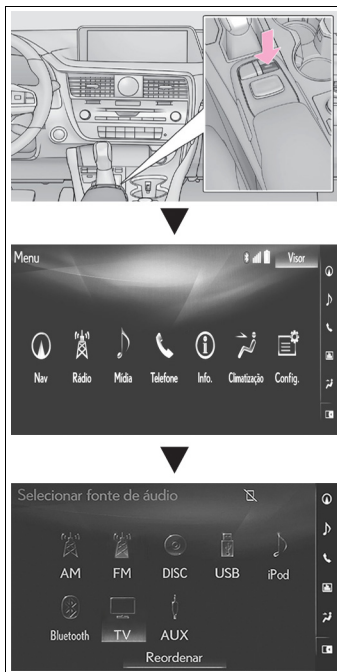 Menu
Visor
Nav Rádio Mídia Telefone Info. Climatização Config.
Selecionar fonte de áudio
AM FM DISC USB iPod
Bluetooth TV AUX
Reordenar